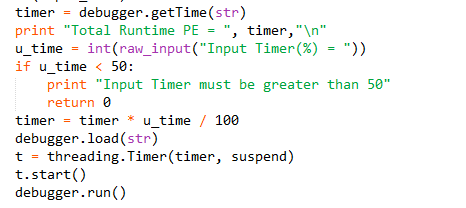 timer = debugger.getTime(str)
print "Total Runtime PE = ", timer,"\n"
u_time = int(raw_input("Input Timer(%) = "))
if u_time < 50:
    print "Input Timer must be greater than 50"
    return 0
timer = timer * u_time / 100
debugger.load(str)
t = threading.Timer(timer, suspend)
t.start()
debugger.run()